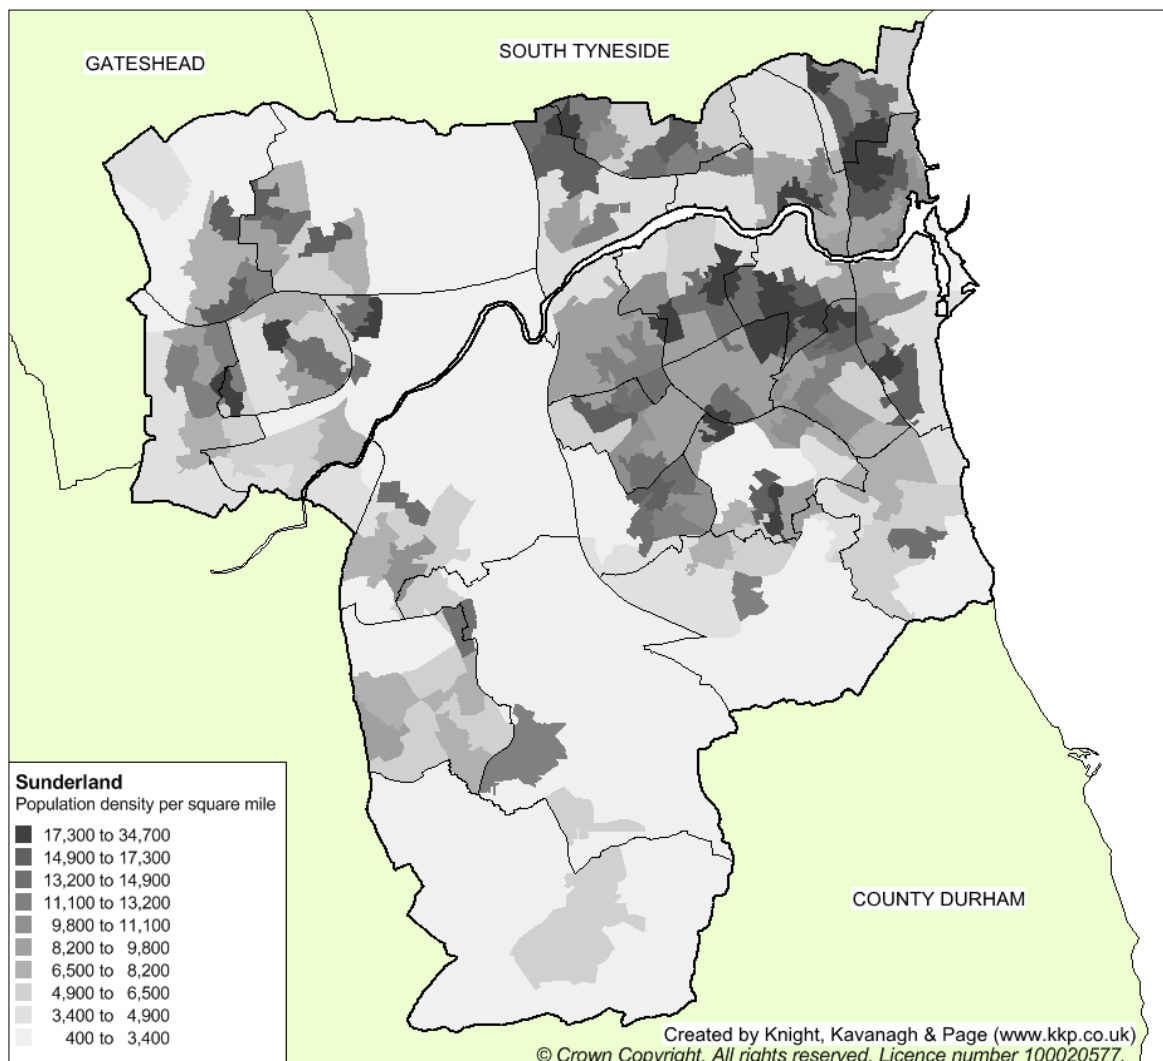 GATESHEAD
SOUTH TYNESIDE
Sunderland
Population density per square mile
17,300 to 34,700
14,900 to 17,300
13,200 to 14,900
11,100 to 13,200
9,800 to 11,100
8,200 to 9,800
6,500 to 8,200
4,900 to 6,500
3,400 to 4,900
400 to 3,400
COUNTY DURHAM
Created by Knight, Kavanagh & Page (www.kkp.co.uk)
© Crown Copyright. All rights reserved. Licence number 100020577.